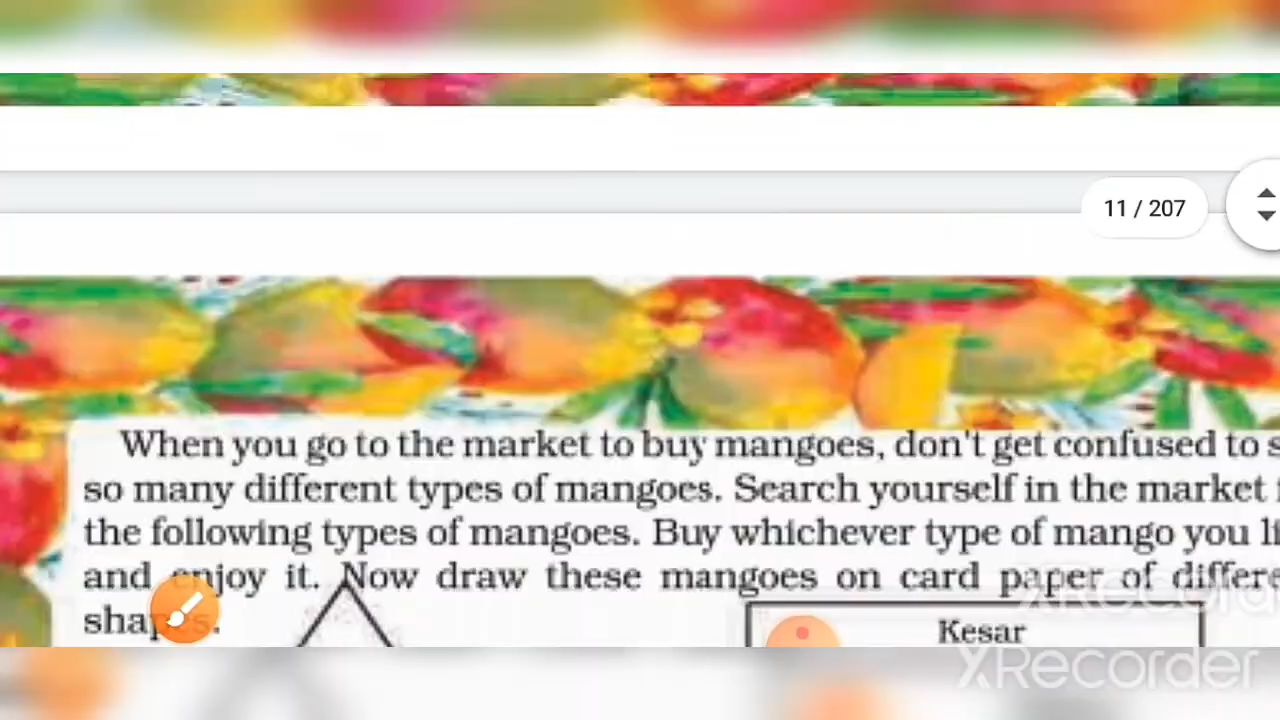 11 / 207
When you go to the market to buy mangoes, don't get confused to
so many different types of mangoes. Search yourself in the market
the following types of mangoes. Buy whichever type of mango you
and enjoy it. Now draw these mangoes on card paper of
shapes.
Kesar
XRecorder
XRecorder